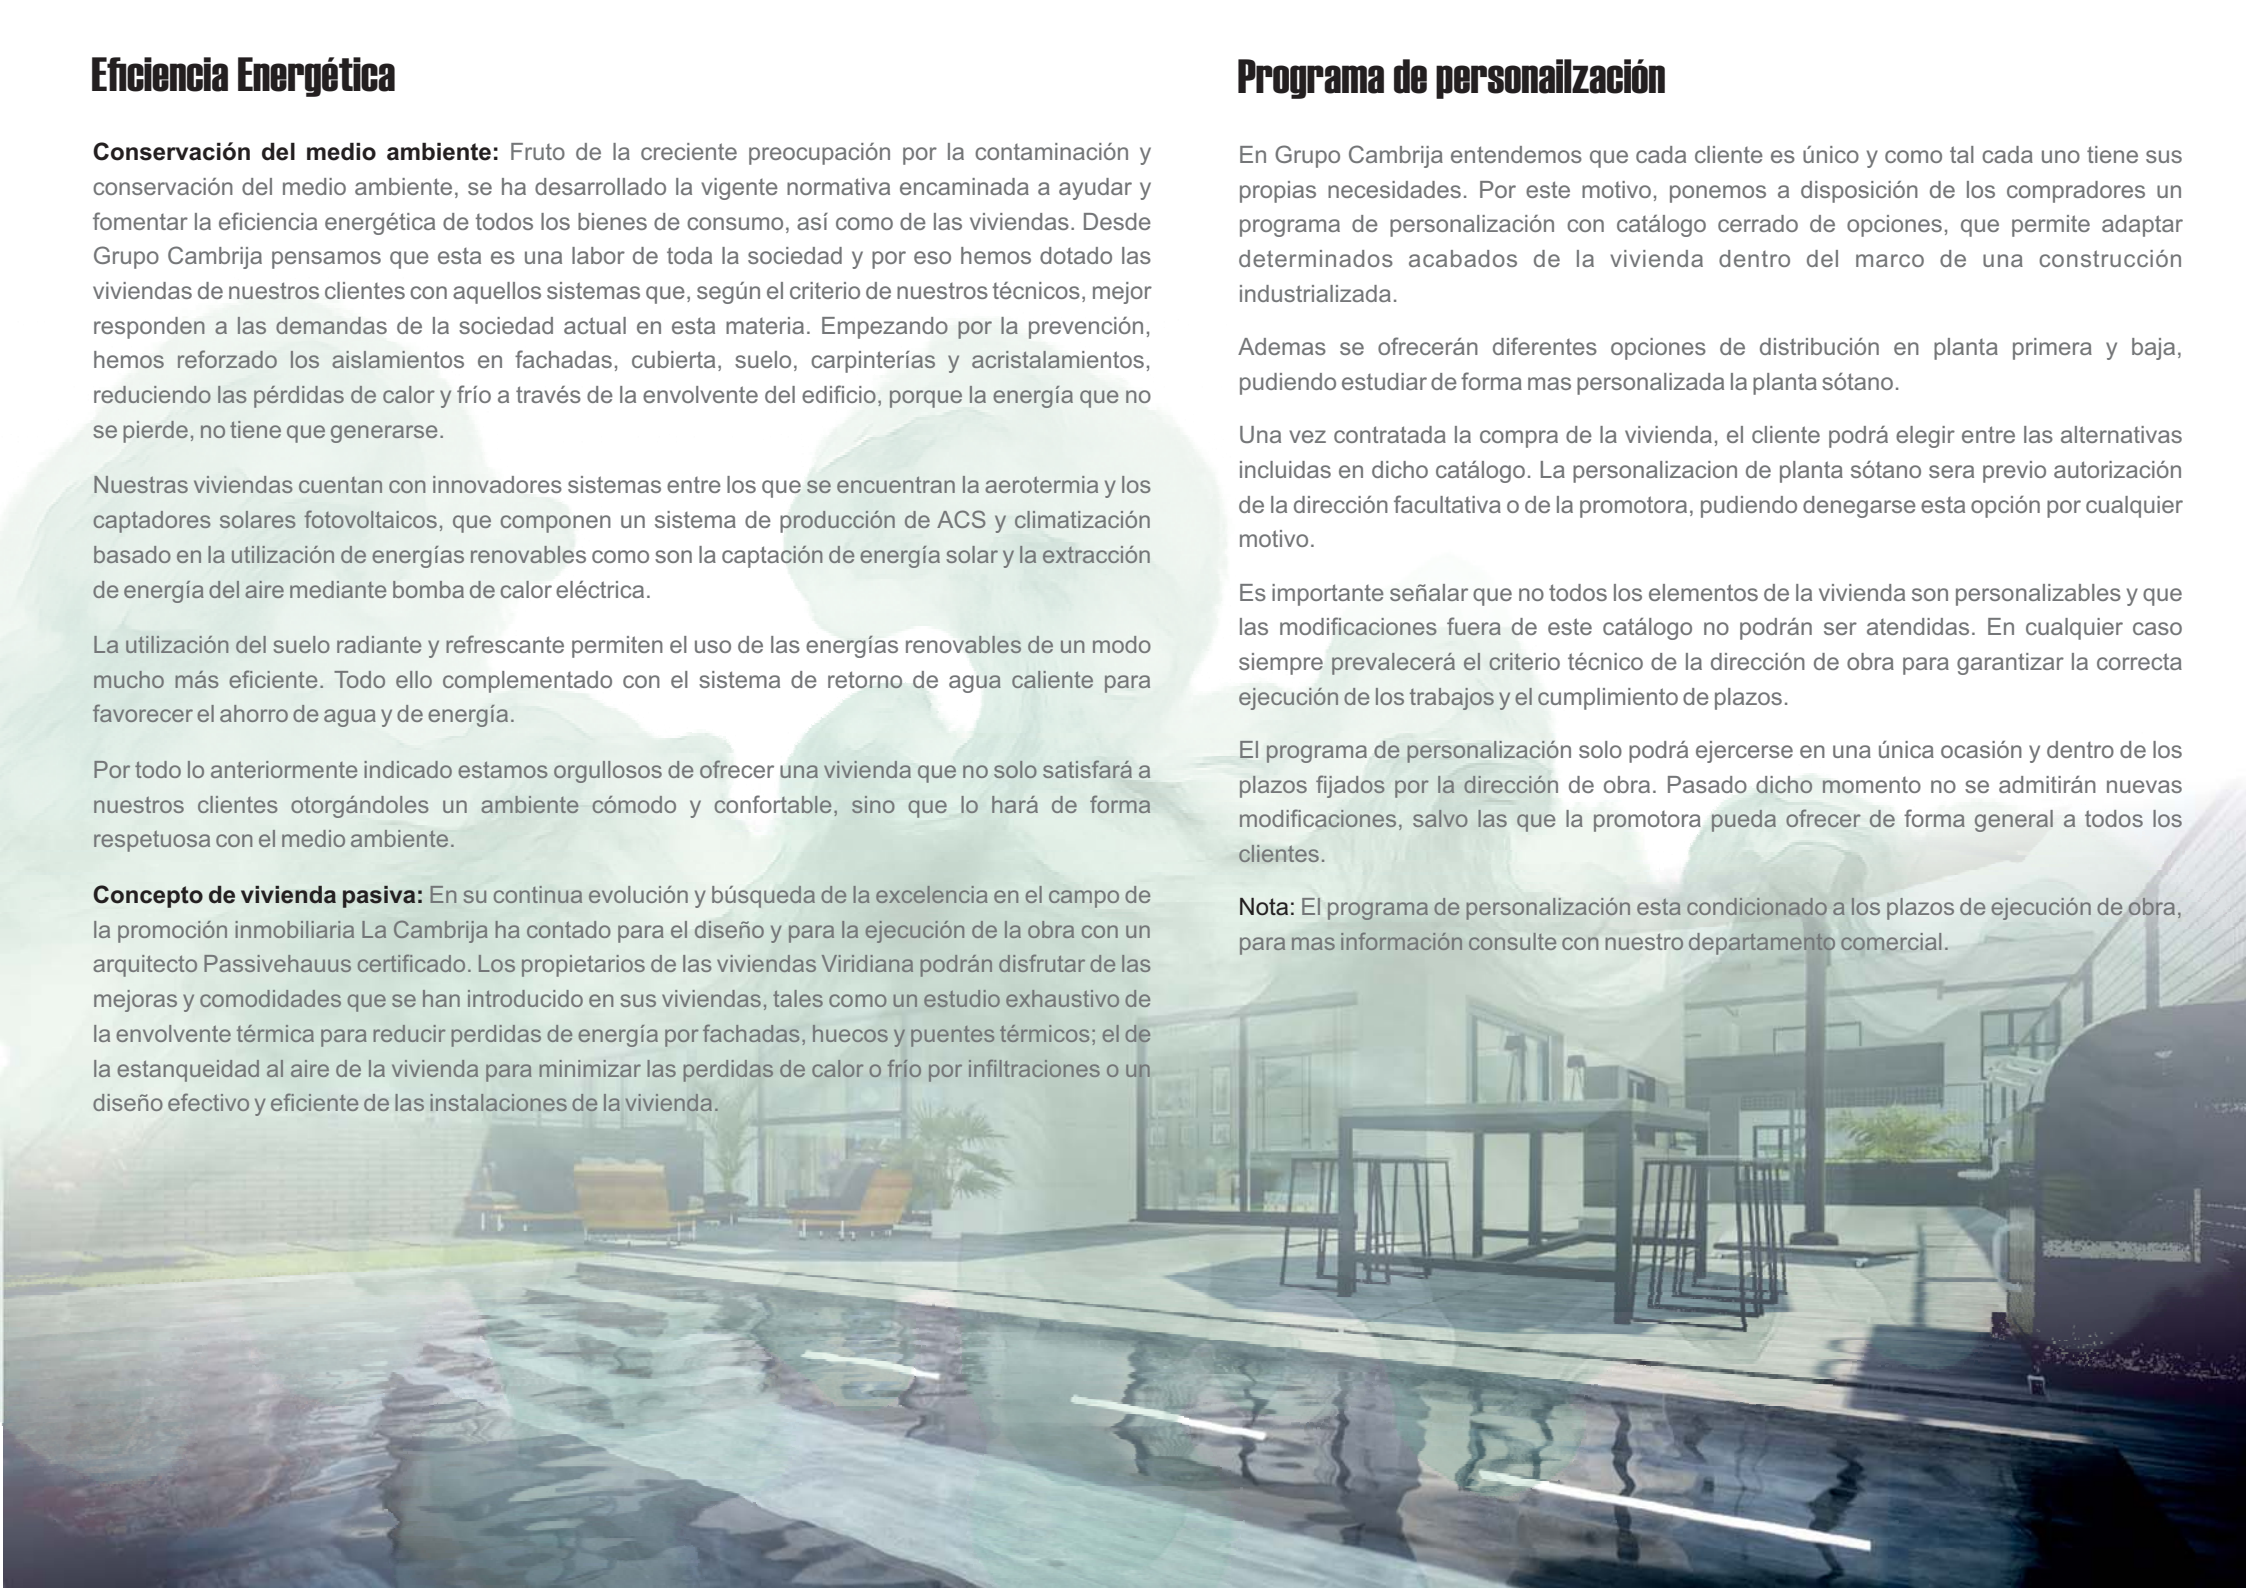 Eficiencia Energética
Conservación del medio ambiente: Fruto de la creciente preocupación por la contaminación y
conservación del medio ambiente, se ha desarrollado la vigente normativa encaminada a ayudar y
fomentar la eficiencia energética de todos los bienes de consumo, así como de las viviendas. Desde
Grupo Cambrija pensamos que esta es una labor de toda la sociedad y por eso hemos dotado las
viviendas de nuestros clientes con aquellos sistemas que, según el criterio de nuestros técnicos, mejor
responden a las demandas de la sociedad actual en esta materia. Empezando por la prevención,
hemos reforzado los aislamientos en fachadas, cubierta, suelo, carpinterías y acristalamientos,
reduciendo las pérdidas de calor y frío a través de la envolvente del edificio, porque la energía que no
se pierde, no tiene que generarse.
Nuestras viviendas cuentan con innovadores sistemas entre los que se encuentran la aerotermia y los
captadores solares fotovoltaicos, que componen un sistema de producción de ACS y climatización
basado en la utilización de energías renovables como son la captación de energía solar y la extracción
de energía del aire mediante bomba de calor eléctrica.
La utilización del suelo radiante y refrescante permiten el uso de las energías renovables de un modo
mucho más eficiente. Todo ello complementado con el sistema de retorno de agua caliente para
favorecer el ahorro de agua y de energía.
Por todo lo anteriormente indicado estamos orgullosos de ofrecer una vivienda que no solo satisfará a
nuestros clientes otorgándoles un ambiente cómodo y confortable, sino que lo hará de forma
respetuosa con el medio ambiente.
Concepto de vivienda pasiva: En su continua evolución y búsqueda de la excelencia en el campo de
la promoción inmobiliaria La Cambrija ha contado para el diseño y para la ejecución de la obra con un
arquitecto Passivehauus certificado. Los propietarios de las viviendas Viridiana podrán disfrutar de las
mejoras y comodidades que se han introducido en sus viviendas, tales como un estudio exhaustivo de
la envolvente térmica para reducir perdidas de energía por fachadas, huecos y puentes térmicos; el de
la estanqueidad al aire de la vivienda para minimizar las perdidas de calor o frío por infiltraciones o un
diseño efectivo y eficiente de las instalaciones de la vivienda.
Programa de personailzación
En Grupo Cambrija entendemos que cada cliente es único y como tal cada uno tiene sus
propias necesidades. Por este motivo, ponemos a disposición de los compradores un
programa de personalización con catálogo cerrado de opciones, que permite adaptar
determinados acabados de la vivienda dentro del marco de una construcción
industrializada.
Ademas se ofrecerán diferentes opciones de distribución en planta primera y baja,
pudiendo estudiar de forma mas personalizada la planta sótano.
Una vez contratada la compra de la vivienda, el cliente podrá elegir entre las alternativas
incluidas en dicho catálogo. La personalizacion de planta sótano sera previo autorización
de la dirección facultativa o de la promotora, pudiendo denegarse esta opción por cualquier
motivo.
Es importante señalar que no todos los elementos de la vivienda son personalizables y que
las modificaciones fuera de este catálogo no podrán ser atendidas. En cualquier caso
siempre prevalecerá el criterio técnico de la dirección de obra para garantizar la correcta
ejecución de los trabajos y el cumplimiento de plazos.
El programa de personalización solo podrá ejercerse en una única ocasión y dentro de los
plazos fijados por la dirección de obra. Pasado dicho momento no se admitirán nuevas
modificaciones, salvo las que la promotora pueda ofrecer de forma general a todos los
clientes.
Nota: El programa de personalización esta condicionado a los plazos de ejecución de obra,
para mas información consulte con nuestro departamento comercial.